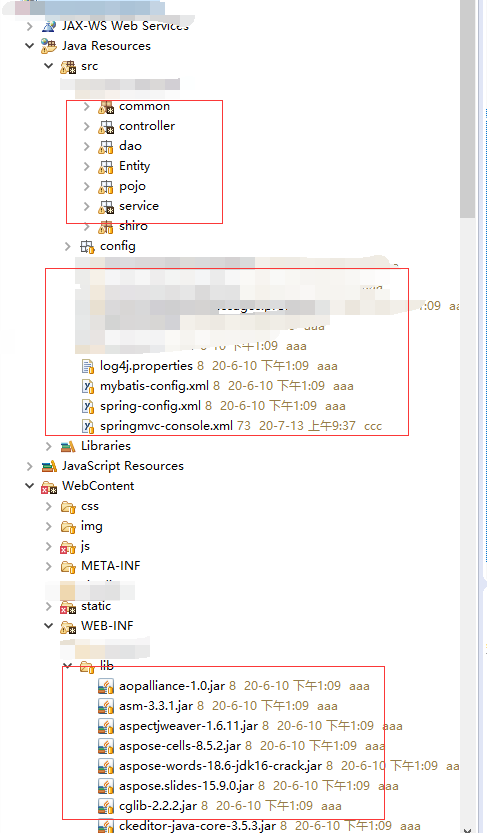 JAX-WS Web Services
Java Resources
src
common
controller
dao
Entity
pojo
service
shiro
config
1:09 aa
下午1:09 aaa
log4j.properties 8 20-6-10 下午1:09 aaa
mybatis-config.xml 8 20-6-10 下午1:09 aaa
spring-config.xml 8 20-6-10 下午1:09 aaa
springmvc-console.xml 73 20-7-13 上午9:37 ccc
Libraries
JavaScript Resources
WebContent
css
img
js
META-INF
static
WEB-INF
lib
aopalliance-1.0.jar 8 20-6-10 下午1:09 aaa
asm-3.3.1.jar 8 20-6-10 下午1:09 aaa
aspectjweaver-1.6.11.jar 8 20-6-10 下午1:09 aaa
aspose-cells-8.5.2.jar 8 20-6-10 下午1:09 aaa
aspose-words-18.6-jdk16-crack.jar 8 20-6-10 下午1:09 aa
aspose.slides-15.9.0.jar 8 20-6-10 下午1:09 aaa
cglib-2.2.2.jar 8 20-6-10 下午1:09 aaa
ckeditor-java-core-3.5.3.jar 8 20-6-10 下午1:09 aaa